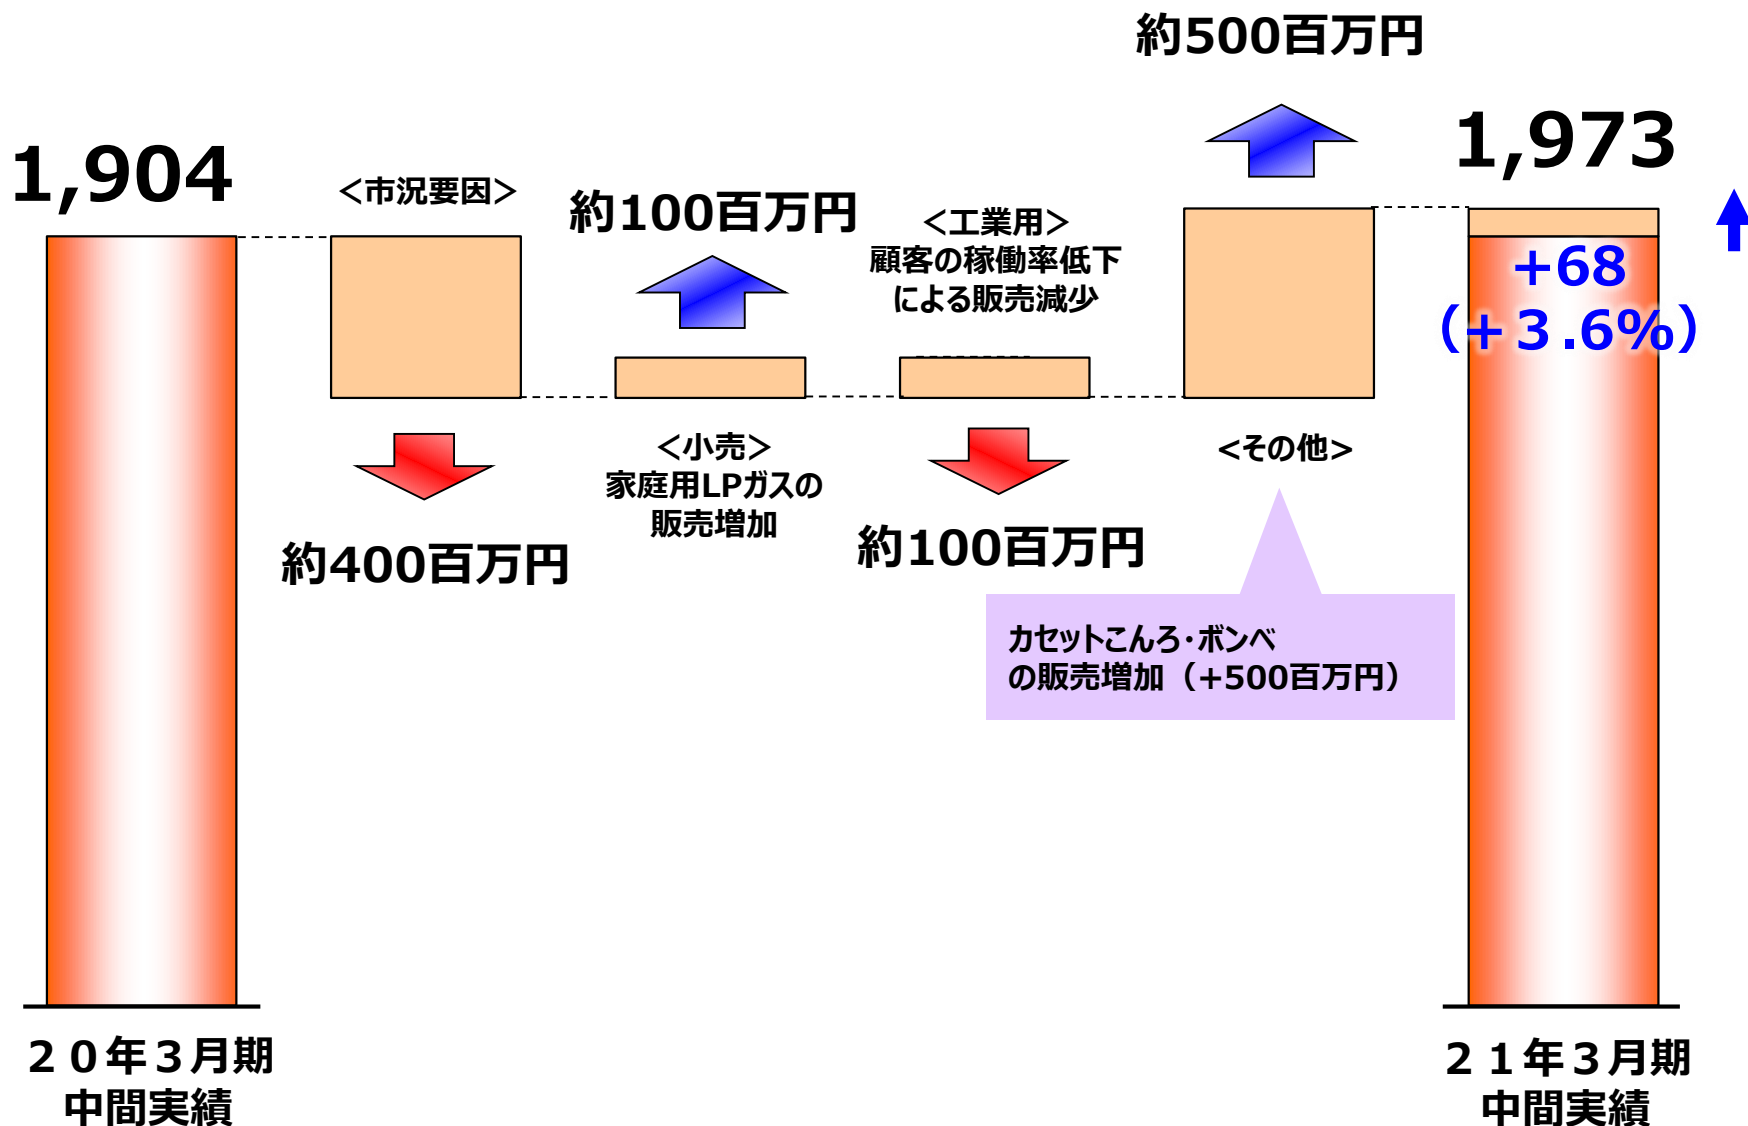 1,904
＜市況要因＞
約400百万円
約100百万円
＜小売＞
家庭用LPガスの
販売増加
＜工業用＞
顧客の稼働率低下
による販売減少
約100百万円
約500百万円
<その他>
カセットこんろ・ボンベ
の販売増加（+500百万円）
1,973
+68
（+３.6%）
２０年３月期
中間実績
２１年３月期
中間実績